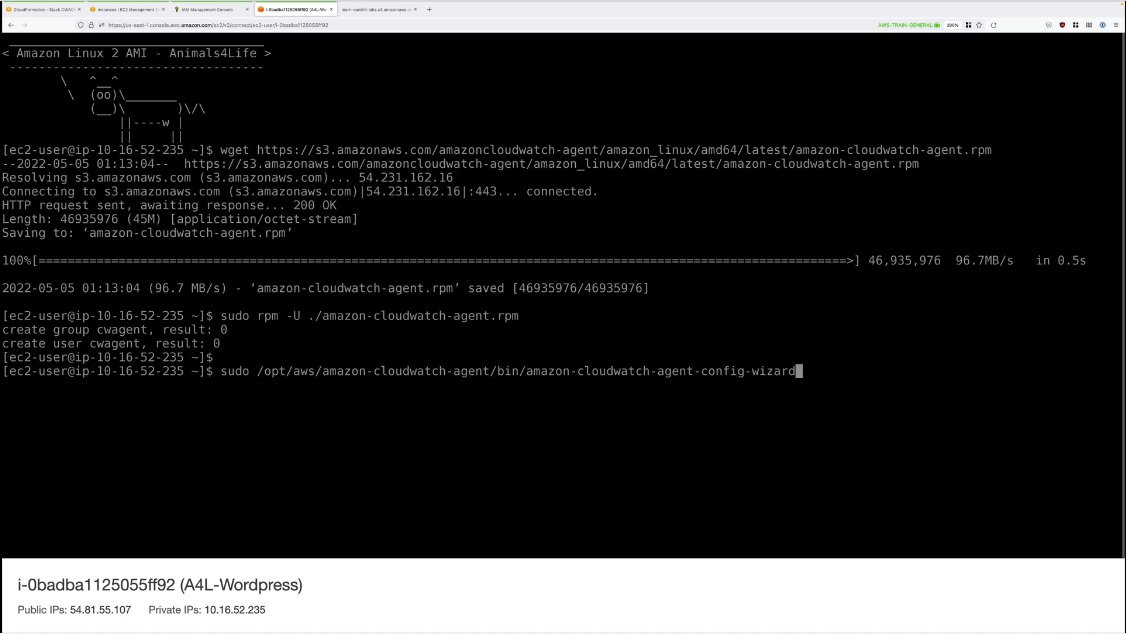 CloudFormation - Stack CWAGE
Instances | EC2 Management C
IAM Management Console
i-0badba1125055ff92 (A4L-Wo
learn-cantrill-labs.s3.amazonaws.c
https://us-east-1.console.aws.amazon.com/ec2/v2/connect/ec2-user/i-0badba1125055ff92
AWS-TRAIN-GENERAL
200%
< Amazon Linux 2 AMI - Animals4Life >
----------------------------------
\ ^__^
\ (oo)\_______
(__)\ )\/\
||----w |
|| ||
[ec2-user@ip-10-16-52-235 ~]$ wget https://s3.amazonaws.com/amazoncloudwatch-agent/amazon_linux/amd64/latest/amazon-cloudwatch-agent.rpm
--2022-05-05 01:13:04-- https://s3.amazonaws.com/amazoncloudwatch-agent/amazon_linux/amd64/latest/amazon-cloudwatch-agent.rpm
Resolving s3.amazonaws.com (s3.amazonaws.com)... 54.231.162.16
Connecting to s3.amazonaws.com (s3.amazonaws.com)|54.231.162.16|:443... connected.
HTTP request sent, awaiting response... 200 OK
Length: 46935976 (45M) [application/octet-stream]
Saving to: ‘amazon-cloudwatch-agent.rpm’
100%[==============================================================================================================>] 46,935,976 96.7MB/s in 0.5s
2022-05-05 01:13:04 (96.7 MB/s) - ‘amazon-cloudwatch-agent.rpm’ saved [46935976/46935976]
[ec2-user@ip-10-16-52-235 ~]$ sudo rpm -U ./amazon-cloudwatch-agent.rpm
create group cwagent, result: 0
create user cwagent, result: 0
[ec2-user@ip-10-16-52-235 ~]$
[ec2-user@ip-10-16-52-235 ~]$ sudo /opt/aws/amazon-cloudwatch-agent/bin/amazon-cloudwatch-agent-config-wizard
i-0badba1125055ff92 (A4L-Wordpress)
Public IPs: 54.81.55.107 Private IPs: 10.16.52.235